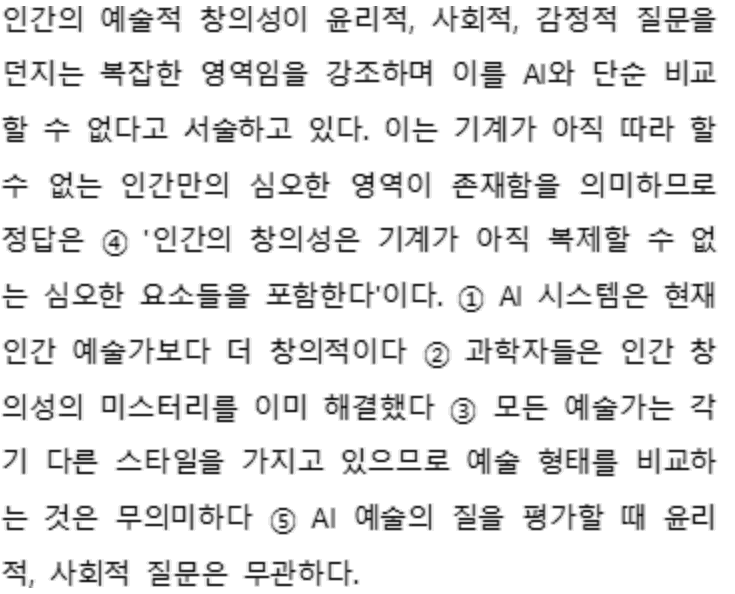 인간의 예술적 창의성이 윤리적, 사회적, 감정적 질문을
던지는 복잡한 영역임을 강조하며 이를 AI와 단순 비교
할 수 없다고 서술하고 있다. 이는 기계가 아직 따라 할
수 없는 인간만의 심오한 영역이 존재함을 의미하므로
정답은 ④ '인간의 창의성은 기계가 아직 복제할 수 없
는 심오한 요소들을 포함한다'이다. ① AI 시스템은 현재
인간 예술가보다 더 창의적이다 ② 과학자들은 인간 창
의성의 미스터리를 이미 해결했다 ③ 모든 예술가는 각
기 다른 스타일을 가지고 있으므로 예술 형태를 비교하
는 것은 무의미하다 ⑤ AI 예술의 질을 평가할 때 윤리
적, 사회적 질문은 무관하다.